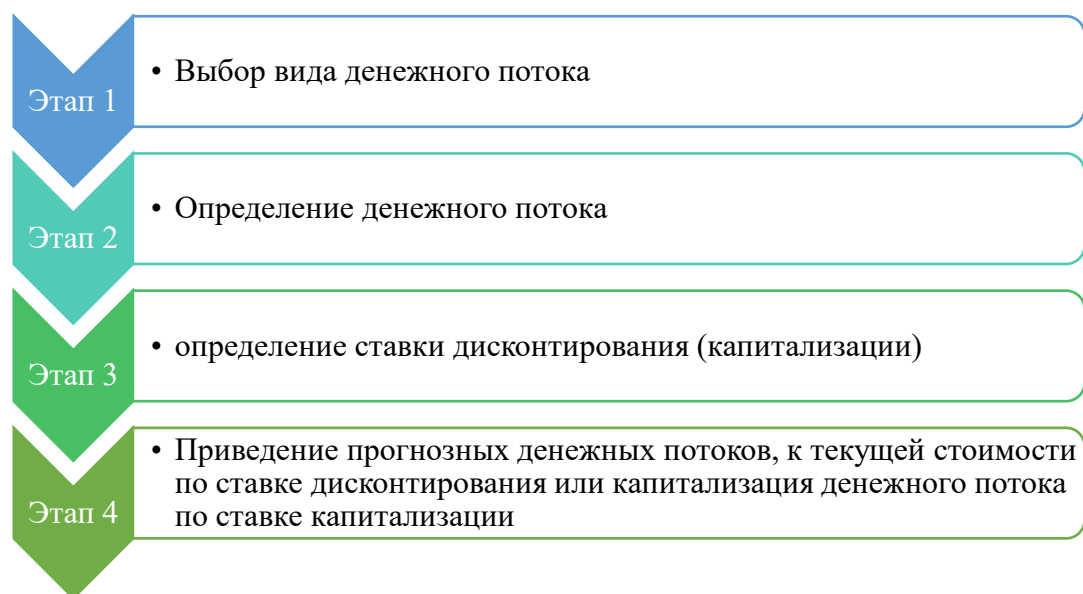 Этап 1
• Выбор вида денежного потока
Этап 2
• Определение денежного потока
Этап 3
• определение ставки дисконтирования (капитализации)
Этап 4
• Приведение прогнозных денежных потоков, к текущей стоимости
по ставке дисконтирования или капитализация денежного потока
по ставке капитализации